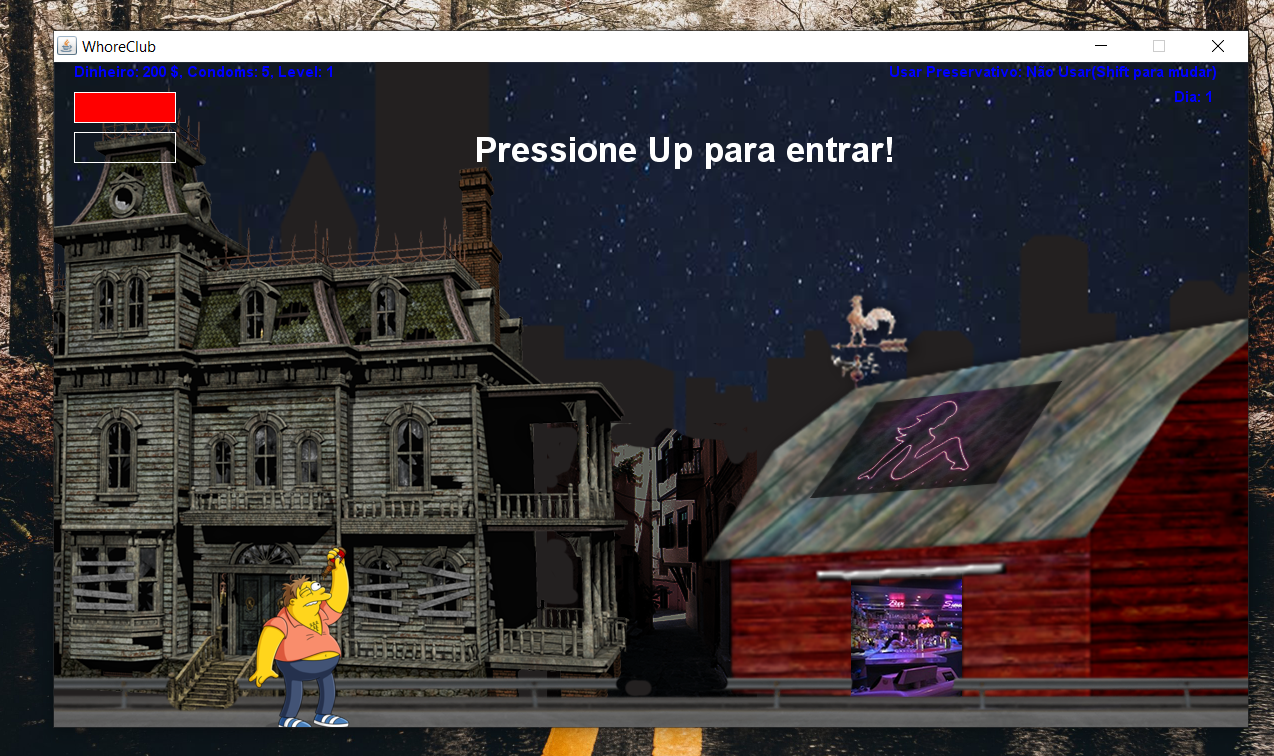 WhoreClub
Dinheiro: 200 $, Condoms: 5, Level: 1
Usar Preservativo: Não Usar(Shift para mudar)
Dia: 1
Pressione Up para entrar!